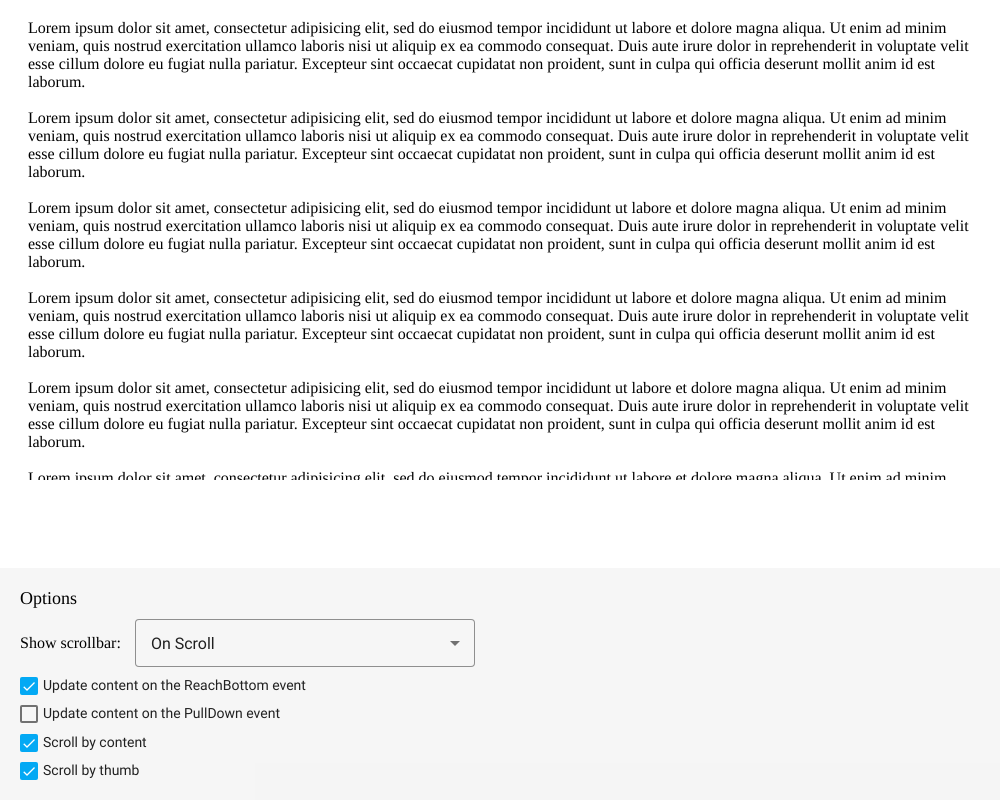 Lorem ipsum dolor sit amet, consectetur adipisicing elit, sed do eiusmod tempor incididunt ut labore et dolore magna aliqua. Ut enim ad minim
veniam, quis nostrud exercitation ullamco laboris nisi ut aliquip ex ea commodo consequat. Duis aute irure dolor in reprehenderit in voluptate velit
esse cillum dolore eu fugiat nulla pariatur. Excepteur sint occaecat cupidatat non proident, sunt in culpa qui officia deserunt mollit anim id est
laborum.
Lorem ipsum dolor sit amet, consectetur adipisicing elit, sed do eiusmod tempor incididunt ut labore et dolore magna aliqua. Ut enim ad minim
veniam, quis nostrud exercitation ullamco laboris nisi ut aliquip ex ea commodo consequat. Duis aute irure dolor in reprehenderit in voluptate velit
esse cillum dolore eu fugiat nulla pariatur. Excepteur sint occaecat cupidatat non proident, sunt in culpa qui officia deserunt mollit anim id est
laborum.
Lorem ipsum dolor sit amet, consectetur adipisicing elit, sed do eiusmod tempor incididunt ut labore et dolore magna aliqua. Ut enim ad minim
veniam, quis nostrud exercitation ullamco laboris nisi ut aliquip ex ea commodo consequat. Duis aute irure dolor in reprehenderit in voluptate velit
esse cillum dolore eu fugiat nulla pariatur. Excepteur sint occaecat cupidatat non proident, sunt in culpa qui officia deserunt mollit anim id est
laborum.
Lorem ipsum dolor sit amet, consectetur adipisicing elit, sed do eiusmod tempor incididunt ut labore et dolore magna aliqua. Ut enim ad minim
veniam, quis nostrud exercitation ullamco laboris nisi ut aliquip ex ea commodo consequat. Duis aute irure dolor in reprehenderit in voluptate velit
esse cillum dolore eu fugiat nulla pariatur. Excepteur sint occaecat cupidatat non proident, sunt in culpa qui officia deserunt mollit anim id est
laborum.
Lorem ipsum dolor sit amet, consectetur adipisicing elit, sed do eiusmod tempor incididunt ut labore et dolore magna aliqua. Ut enim ad minim
veniam, quis nostrud exercitation ullamco laboris nisi ut aliquip ex ea commodo consequat. Duis aute irure dolor in reprehenderit in voluptate velit
esse cillum dolore eu fugiat nulla pariatur. Excepteur sint occaecat cupidatat non proident, sunt in culpa qui officia deserunt mollit anim id est
laborum.
Lorem ipsum dolor sit amet, consectetur adipisicing elit, sed do eiusmod tempor incididunt ut labore et dolore magna aliqua. Ut enim ad minim
Options
Show scrollbar: On Scroll
Update content on the ReachBottom event
Update content on the PullDown event
Scroll by content
Scroll by thumb